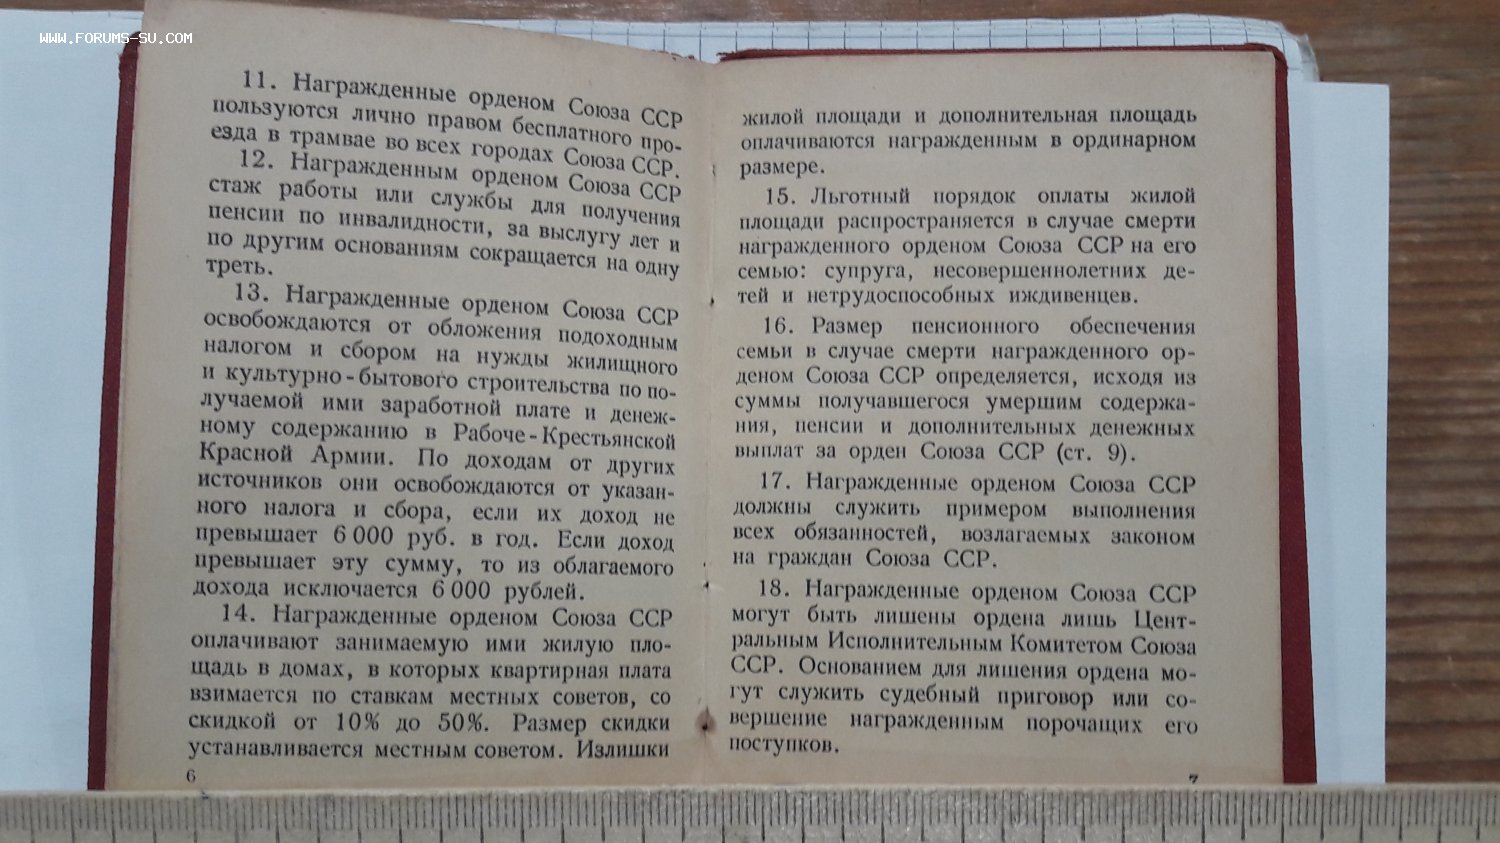 WWW.FORUMS-SU.COM
11. Награжденные орденом Союза ССР
пользуются лично правом бесплатного про-
езда в трамвае во всех городах Союза ССР.
12. Награжденным орденом Союза ССР
стаж работы или службы для получения
пенсии по инвалидности, за выслугу лет и
по другим основаниям сокращается на одну
треть.
13. Награжденные орденом Союза ССР
освобождаются от обложения подоходным
налогом и сбором на нужды жилищного
и культурно-бытового строительства по по-
лучаемой ими заработной плате и денеж-
ному содержанию в Рабоче-Крестьянской
Красной Армии. По доходам от других
источников они освобождаются от указан-
ного налога и сбора, если их доход не
превышает 6 000 руб. в год. Если доход
превышает эту сумму, то из облагаемого
дохода исключается 6 000 рублей.
14. Награжденные орденом Союза ССР
оплачивают занимаемую ими жилую пло-
щадь в домах, в которых квартирная плата
взимается по ставкам местных советов, со
скидкой от 10% до 50%. Размер скидки
устанавливается местным советом. Излишки
6
жилой площади и дополнительная площадь
оплачиваются награжденным в ординарном
размере.
15. Льготный порядок оплаты жилой
площади распространяется в случае смерти
награжденного орденом Союза ССР на его
семью: супруга, несовершеннолетних де-
тей и нетрудоспособных иждивенцев.
16. Размер пенсионного обеспечения
семьи в случае смерти награжденного ор-
деном Союза ССР определяется, исходя из
суммы получавшегося умершим содержа-
ния, пенсии и дополнительных денежных
выплат за орден Союза ССР (ст. 9).
17. Награжденные орденом Союза ССР
должны служить примером выполнения
всех обязанностей, возлагаемых законом
на граждан Союза ССР.
18. Награжденные орденом Союза ССР
могут быть лишены ордена лишь Цент-
ральным Исполнительным Комитетом Союза
ССР. Основанием для лишения ордена мо-
гут служить судебный приговор или со-
вершение награжденным порочащих его
поступков.
7